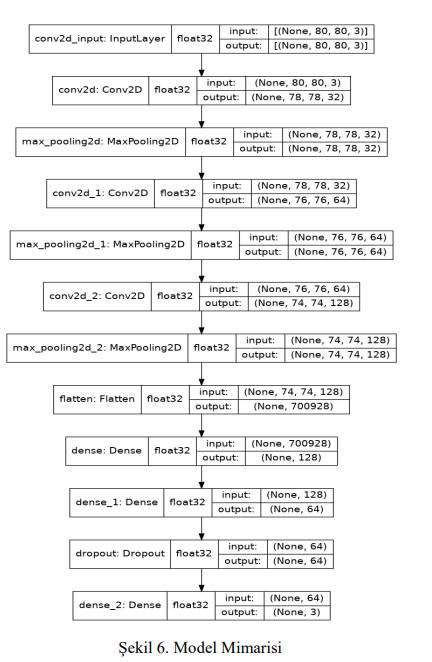 conv2d_input: InputLayer float32 input: [(None, 80, 80, 3)]
output: [(None, 80, 80, 3)]
conv2d: Conv2D float32 input: (None, 80, 80, 3)
output: (None, 78, 78, 32)
max_pooling2d: MaxPooling2D float32 input: (None, 78, 78, 32)
output: (None, 78, 78, 32)
conv2d_1: Conv2D float32 input: (None, 78, 78, 32)
output: (None, 76, 76, 64)
max_pooling2d_1: MaxPooling2D float32 input: (None, 76, 76, 64)
output: (None, 76, 76, 64)
conv2d_2: Conv2D float32 input: (None, 76, 76, 64)
output: (None, 74, 74, 128)
max_pooling2d_2: MaxPooling2D float32 input: (None, 74, 74, 128)
output: (None, 74, 74, 128)
flatten: Flatten float32 input: (None, 74, 74, 128)
output: (None, 700928)
dense: Dense float32 input: (None, 700928)
output: (None, 128)
dense_1: Dense float32 input: (None, 128)
output: (None, 64)
dropout: Dropout float32 input: (None, 64)
output: (None, 64)
dense_2: Dense float32 input: (None, 64)
output: (None, 3)
Şekil 6. Model Mimarisi